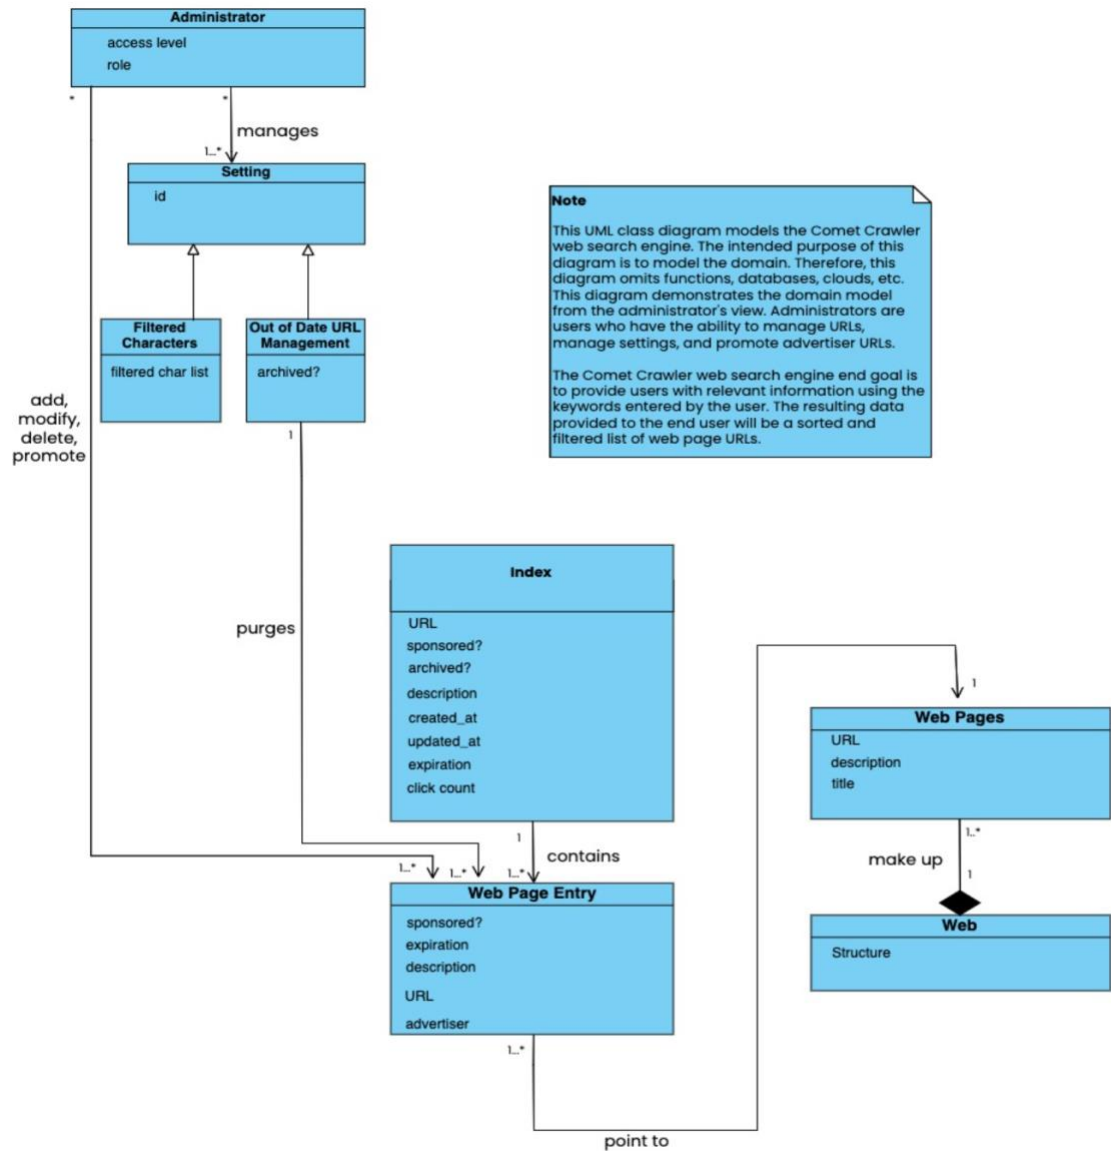 Administrator
access level
role
*
*
manages
1...*
Setting
id
Note
This UML class diagram models the Comet Crawler
web search engine. The intended purpose of this
diagram is to model the domain. Therefore, this
diagram omits functions, databases, clouds, etc.
This diagram demonstrates the domain model
from the administrator's view. Administrators are
users who have the ability to manage URLs,
manage settings, and promote advertiser URLs.
The Comet Crawler web search engine end goal is
to provide users with relevant information using the
keywords entered by the user. The resulting data
provided to the end user will be a sorted and
filtered list of web page URLs.
Filtered
Characters
filtered char list
Out of Date URL
Management
archived?
1
add,
modify,
delete,
promote
purges
Index
URL
sponsored?
archived?
description
created_at
updated_at
expiration
click count
1
contains
1...*
1...*
1...*
Web Page Entry
sponsored?
expiration
description
URL
advertiser
1...*
point to
1
Web Pages
URL
description
title
1..*
make up
1
Web
Structure